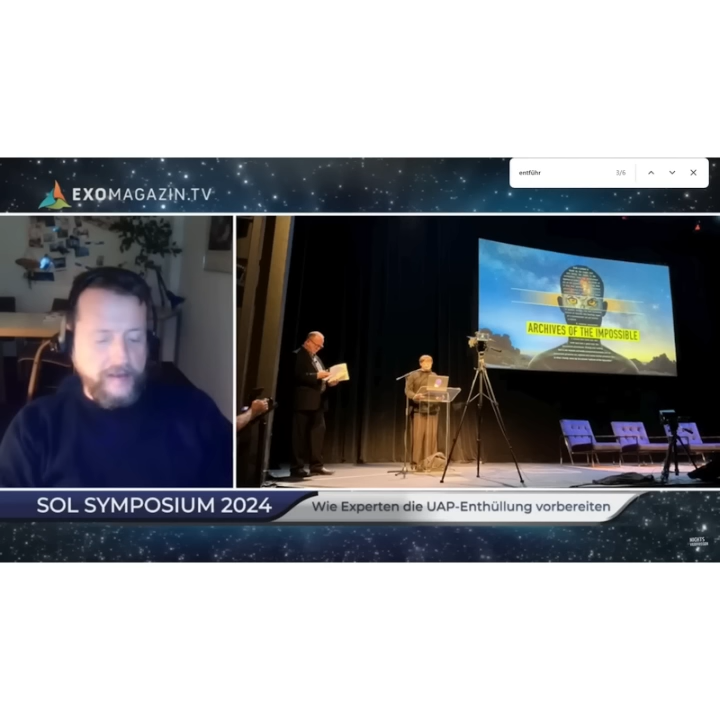 entführ
3/6
EXOMAGAZIN.TV
ARCHIVES OF THE IMPOSSIBLE
SOL SYMPOSIUM 2024
Wie Experten die UAP-Enthüllung vorbereiten